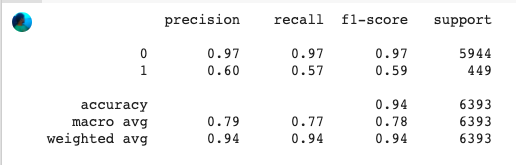 precision recall f1-score support
0 0.97 0.97 0.97 5944
1 0.60 0.57 0.59 449
accuracy 0.94 6393
macro avg 0.79 0.77 0.78 6393
weighted avg 0.94 0.94 0.94 6393